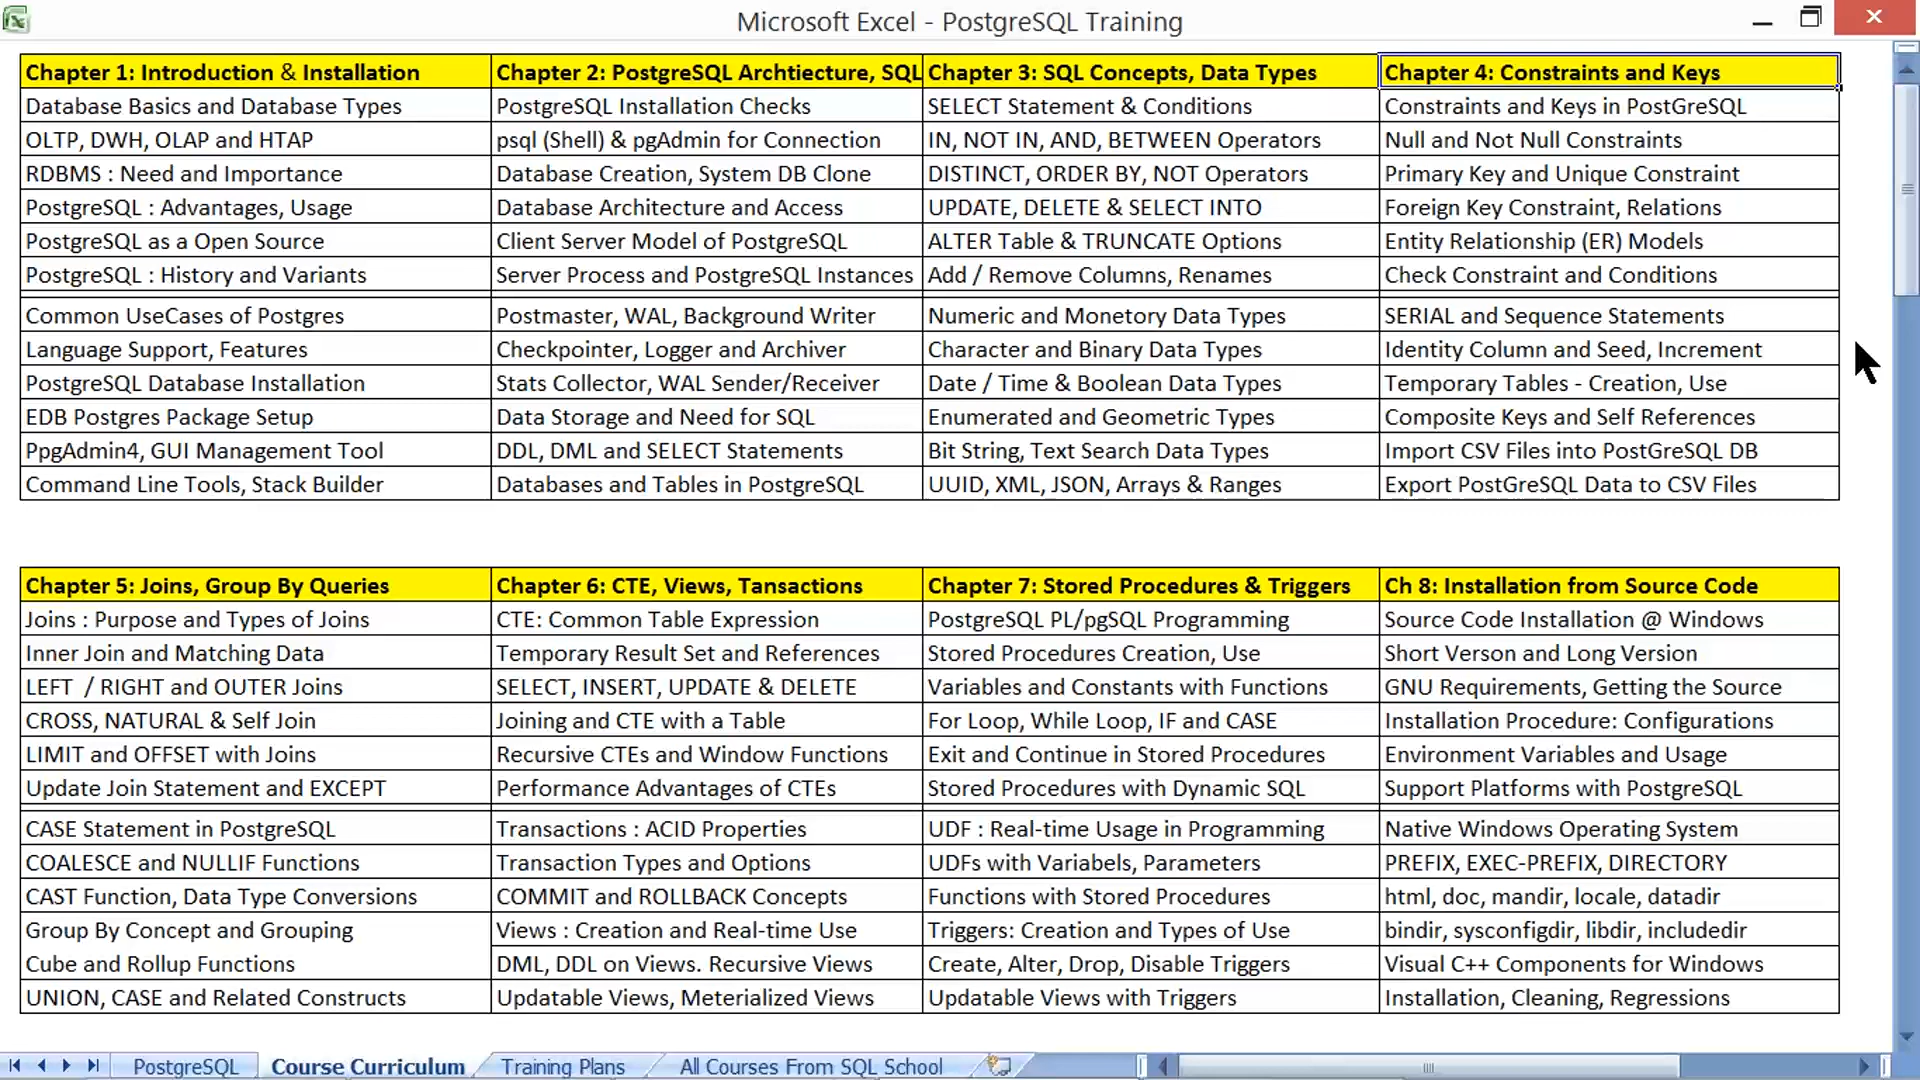 Microsoft Excel - PostgreSQL Training
Chapter 1: Introduction & Installation
Database Basics and Database Types
OLTP, DWH, OLAP and HTAP
RDBMS : Need and Importance
PostgreSQL : Advantages, Usage
PostgreSQL as a Open Source
PostgreSQL : History and Variants
Common UseCases of Postgres
Language Support, Features
PostgreSQL Database Installation
EDB Postgres Package Setup
PpgAdmin4, GUI Management Tool
Command Line Tools, Stack Builder
Chapter 2: PostgreSQL Archtiecture, SQL
PostgreSQL Installation Checks
psql (Shell) & pgAdmin for Connection
Database Creation, System DB Clone
Database Architecture and Access
Client Server Model of PostgreSQL
Server Process and PostgreSQL Instances
Postmaster, WAL, Background Writer
Checkpointer, Logger and Archiver
Stats Collector, WAL Sender/Receiver
Data Storage and Need for SQL
DDL, DML and SELECT Statements
Databases and Tables in PostgreSQL
Chapter 3: SQL Concepts, Data Types
SELECT Statement & Conditions
IN, NOT IN, AND, BETWEEN Operators
DISTINCT, ORDER BY, NOT Operators
UPDATE, DELETE & SELECT INTO
ALTER Table & TRUNCATE Options
Add / Remove Columns, Renames
Numeric and Monetory Data Types
Character and Binary Data Types
Date / Time & Boolean Data Types
Enumerated and Geometric Types
Bit String, Text Search Data Types
UUID, XML, JSON, Arrays & Ranges
Chapter 4: Constraints and Keys
Constraints and Keys in PostGreSQL
Null and Not Null Constraints
Primary Key and Unique Constraint
Foreign Key Constraint, Relations
Entity Relationship (ER) Models
Check Constraint and Conditions
SERIAL and Sequence Statements
Identity Column and Seed, Increment
Temporary Tables - Creation, Use
Composite Keys and Self References
Import CSV Files into PostGreSQL DB
Export PostGreSQL Data to CSV Files
Chapter 5: Joins, Group By Queries
Joins : Purpose and Types of Joins
Inner Join and Matching Data
LEFT  / RIGHT and OUTER Joins
CROSS, NATURAL & Self Join
LIMIT and OFFSET with Joins
Update Join Statement and EXCEPT
CASE Statement in PostgreSQL
COALESCE and NULLIF Functions
CAST Function, Data Type Conversions
Group By Concept and Grouping
Cube and Rollup Functions
UNION, CASE and Related Constructs
Chapter 6: CTE, Views, Tansactions
CTE: Common Table Expression
Temporary Result Set and References
SELECT, INSERT, UPDATE & DELETE
Joining and CTE with a Table
Recursive CTEs and Window Functions
Performance Advantages of CTEs
Transactions : ACID Properties
Transaction Types and Options
COMMIT and ROLLBACK Concepts
Views : Creation and Real-time Use
DML, DDL on Views. Recursive Views
Updatable Views, Meterialized Views
Chapter 7: Stored Procedures & Triggers
PostgreSQL PL/pgSQL Programming
Stored Procedures Creation, Use
Variables and Constants with Functions
For Loop, While Loop, IF and CASE
Exit and Continue in Stored Procedures
Stored Procedures with Dynamic SQL
UDF : Real-time Usage in Programming
UDFs with Variabels, Parameters
Functions with Stored Procedures
Triggers: Creation and Types of Use
Create, Alter, Drop, Disable Triggers
Updatable Views with Triggers
Ch 8: Installation from Source Code
Source Code Installation @ Windows
Short Verson and Long Version
GNU Requirements, Getting the Source
Installation Procedure: Configurations
Environment Variables and Usage
Support Platforms with PostgreSQL
Native Windows Operating System
PREFIX, EXEC-PREFIX, DIRECTORY
html, doc, mandir, locale, datadir
bindir, sysconfigdir, libdir, includedir
Visual C++ Components for Windows
Installation, Cleaning, Regressions
PostgreSQL
Course Curriculum
Training Plans
All Courses From SQL School